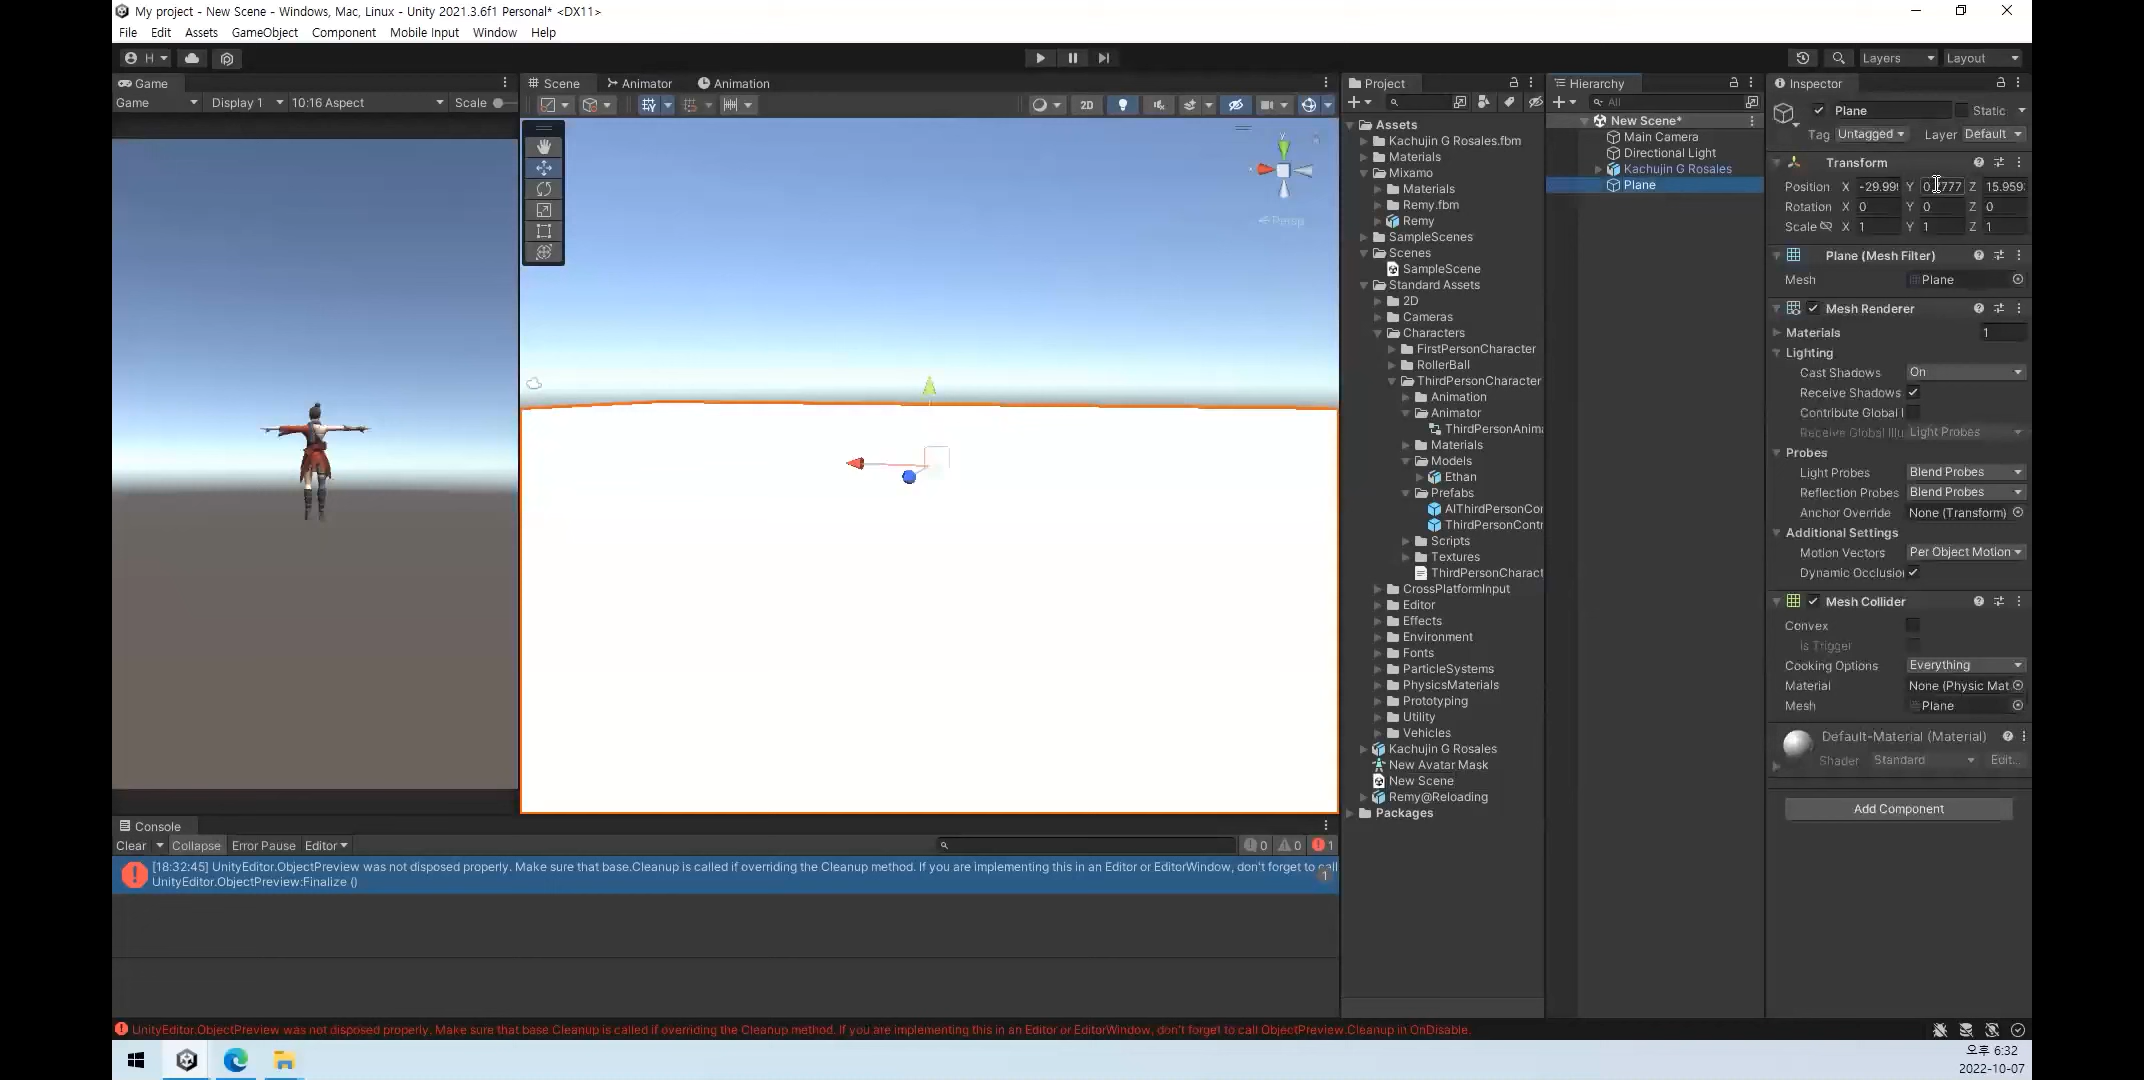 My project - New Scene - Windows, Mac, Linux - Unity 2021.3.6f1 Personal* <DX11>
File Edit Assets GameObject Component Mobile Input Window Help
H Layers Layout
Game
Game Display 1 10:16 Aspect Scale
Scene Animator Animation
2D
y
Persp
Console
Clear Collapse Error Pause Editor 0 0 1
[18:32:45] UnityEditor.ObjectPreview was not disposed properly. Make sure that base.Cleanup is called if overriding the Cleanup method. If you are implementing this in an Editor or EditorWindow, don't forget to call
UnityEditor.ObjectPreview:Finalize ()
1
Project
Assets
Kachujin G Rosales.fbm
Materials
Mixamo
Materials
Remy.fbm
Remy
SampleScenes
Scenes
SampleScene
Standard Assets
2D
Cameras
Characters
FirstPersonCharacter
RollerBall
ThirdPersonCharacter
Animation
Animator
ThirdPersonAnima
Materials
Models
Ethan
Prefabs
AIThirdPersonCor
ThirdPersonContr
Scripts
Textures
ThirdPersonCharact
CrossPlatformInput
Editor
Effects
Environment
Fonts
ParticleSystems
PhysicsMaterials
Prototyping
Utility
Vehicles
Kachujin G Rosales
New Avatar Mask
New Scene
Remy@Reloading
Packages
Hierarchy
All
New Scene*
Main Camera
Directional Light
Kachujin G Rosales
Plane
Inspector
Plane Static
Tag Untagged Layer Default
Transform
Position X -29.99 Y Z 15.959
Rotation X 0 Y 0 Z 0
Scale X 1 Y 1 Z 1
Plane (Mesh Filter)
Mesh Plane
Mesh Renderer
Materials 1
Lighting
Cast Shadows On
Receive Shadows
Contribute Global I
Receive Global Illu Light Probes
Probes
Light Probes Blend Probes
Reflection Probes Blend Probes
Anchor Override None (Transform)
Additional Settings
Motion Vectors Per Object Motion
Dynamic Occlusio
Mesh Collider
Convex
Is Trigger
Cooking Options Everything
Material None (Physic Mat
Mesh Plane
Default-Material (Material)
Shader Standard Edit...
Add Component
UnityEditor.ObjectPreview was not disposed properly. Make sure that base.Cleanup is called if overriding the Cleanup method. If you are implementing this in an Editor or EditorWindow, don't forget to call ObjectPreview.Cleanup in OnDisable.
오후 6:32
2022-10-07